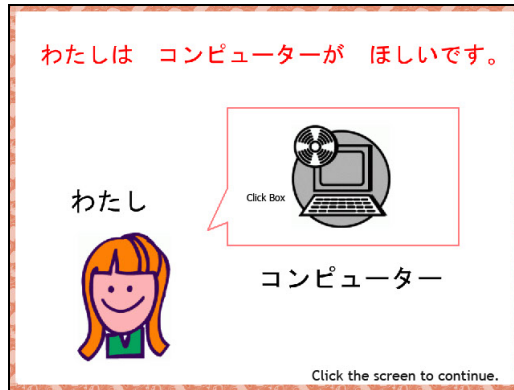 わたしは　コンピューターが　ほしいです。
わたし
Click Box
コンピューター
Click the screen to continue.